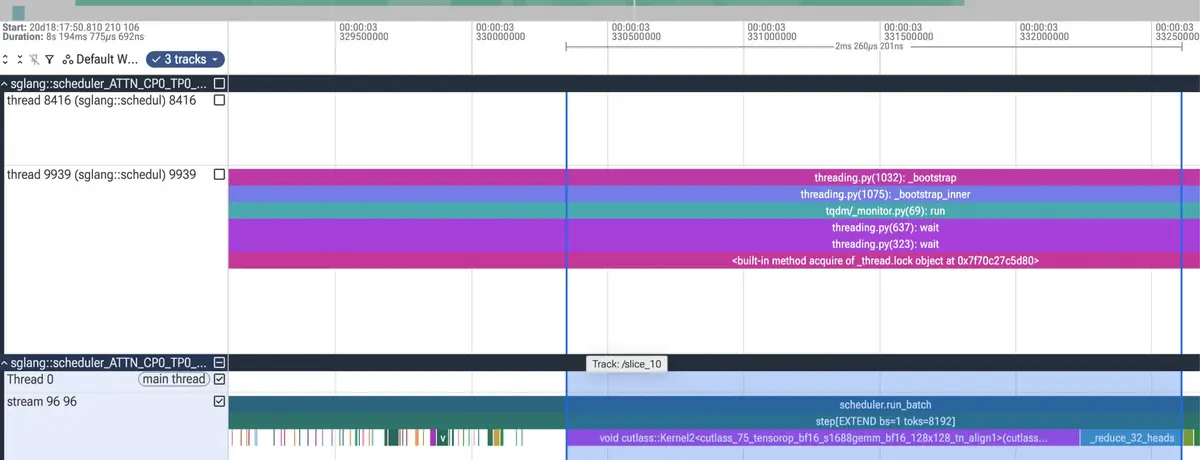 Start: 20d18:17:50.810 210 106
Duration: 8s 194ms 775µs 692ns
00:00:03 329500000
00:00:03 330000000
00:00:03 330500000
00:00:03 331000000
00:00:03 331500000
00:00:03 332000000
00:00:03 33250
2ms 260µs 201ns
Default W... 3 tracks
sglang::scheduler_ATTN_CP0_TP0_...
thread 8416 (sglang::schedul) 8416
thread 9939 (sglang::schedul) 9939
threading.py(1032): _bootstrap
threading.py(1075): _bootstrap_inner
tqdm/_monitor.py(69): run
threading.py(637): wait
threading.py(323): wait
<built-in method acquire of _thread.lock object at 0x7f70c27c5d80>
sglang::scheduler_ATTN_CP0_TP0_...
Track: /slice_10
Thread 0 main thread
stream 96 96
scheduler.run_batch
step[EXTEND bs=1 toks=8192]
v
void cutlass::Kernel2<cutlass_75_tensorop_bf16_s1688gemm_bf16_128x128_tn_align1>(cutlass...
_reduce_32_heads